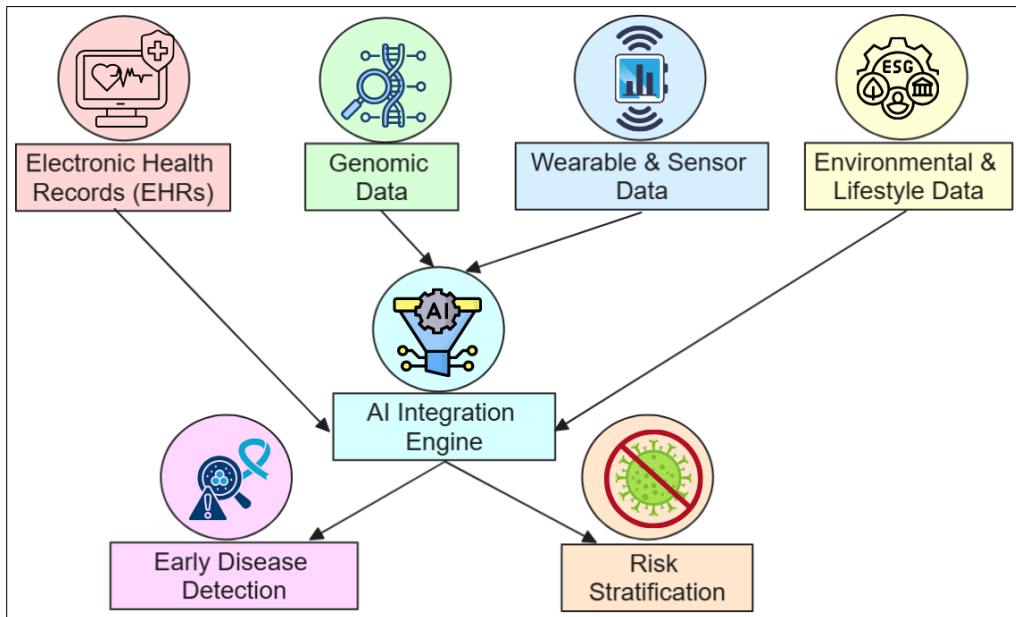 ESG
Electronic Health
Records (EHRs)
Genomic
Data
Wearable & Sensor
Data
Environmental &
Lifestyle Data
AI
AI Integration
Engine
Early Disease
Detection
Risk
Stratification